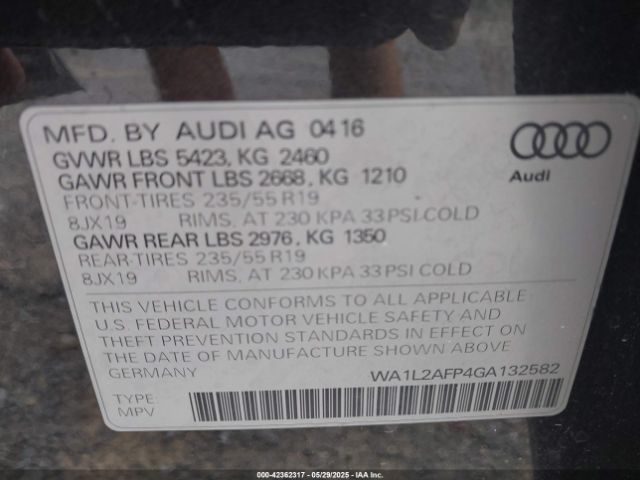 MFD. BY AUDI AG 04 16
GVWR LBS 5423, KG 2460
GAWR FRONT LBS 2668, KG 1210
FRONT-TIRES 235/55 R19
8JX19 RIMS, AT 230 KPA 33 PSI COLD
GAWR REAR LBS 2976, KG 1350
REAR-TIRES 235/55 R19
8JX19 RIMS, AT 230 KPA 33 PSI COLD
Audi
THIS VEHICLE CONFORMS TO ALL APPLICABLE
U.S. FEDERAL MOTOR VEHICLE SAFETY, AND
THEFT PREVENTION STANDARDS IN EFFECT ON
THE DATE OF MANUFACTURE SHOWN ABOVE
GERMANY
WA1L2AFP4GA132582
TYPE:
MPV
000-42362317 - 05/29/2025 - IAA Inc.